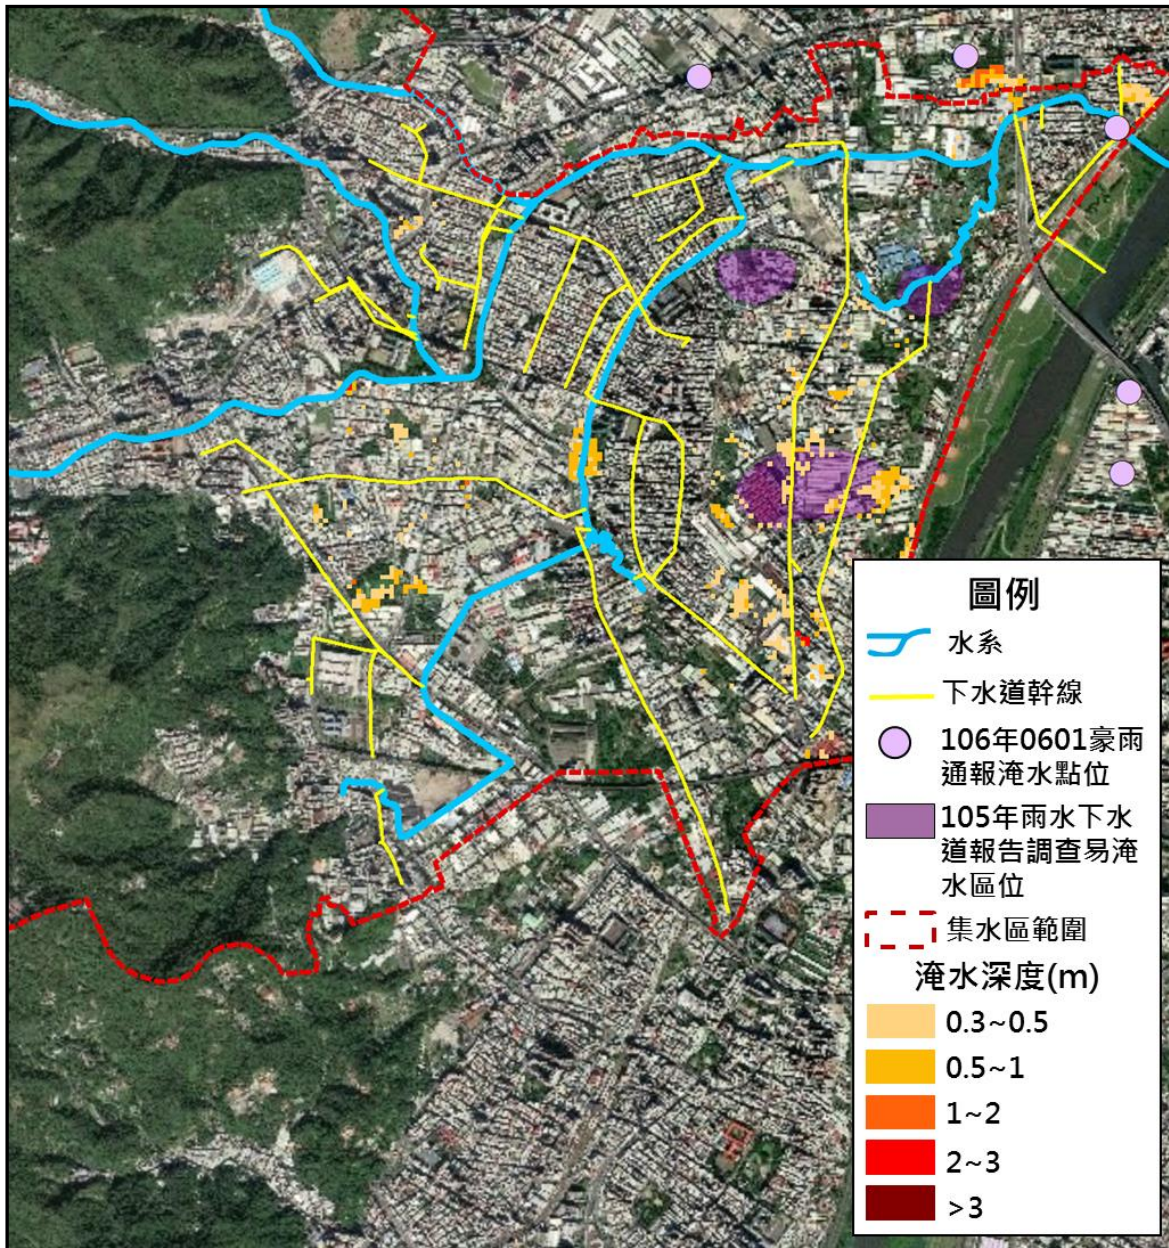 圖例
水系
下水道幹線
106年0601豪雨
通報淹水點位
105年雨水下水
道報告調查易淹
水區位
集水區範圍
淹水深度(m)
0.3~0.5
0.5~1
1~2
2~3
>3